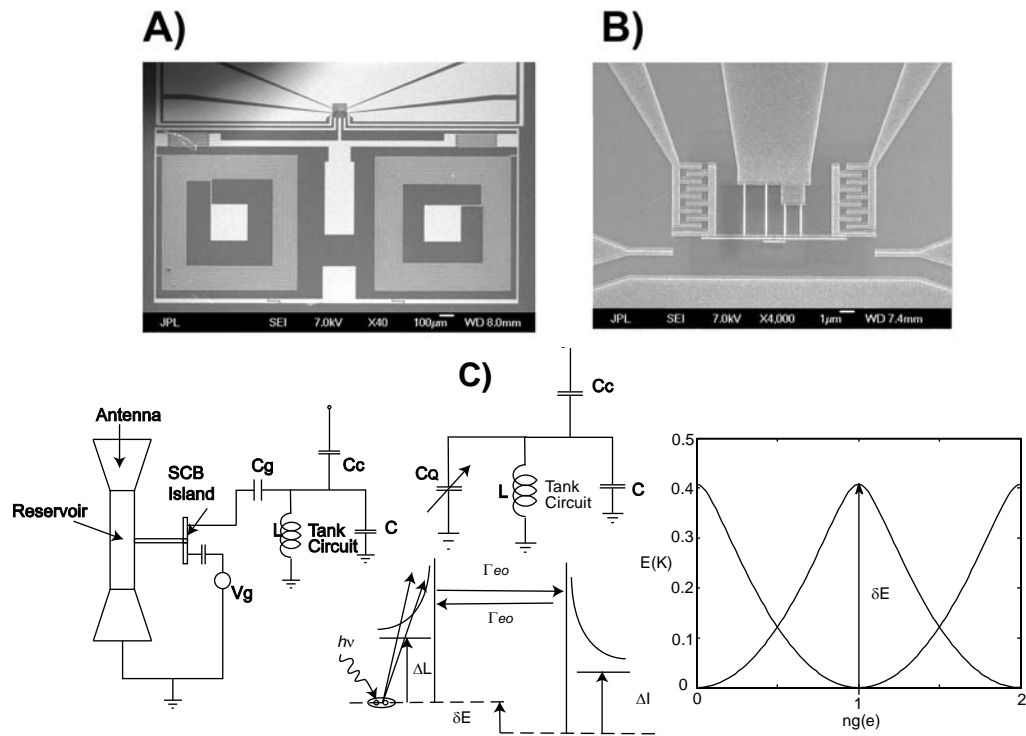 A)
B)
JPL SEI 7.0kV X40 100μm WD 8.0mm
JPL SEI 7.0kV X4,000 1μm WD 7.4mm
C)
Antenna
Reservoir
SCB
Island
Cg
Cc
L
Tank
Circuit
C
Vg
Cc
CQ
L
Tank
Circuit
C
Γeo
Γeo
hν
ΔL
δE
ΔI
0.5
0.4
0.3
E(K)
0.2
0.1
0
δE
0 1 2
ng(e)